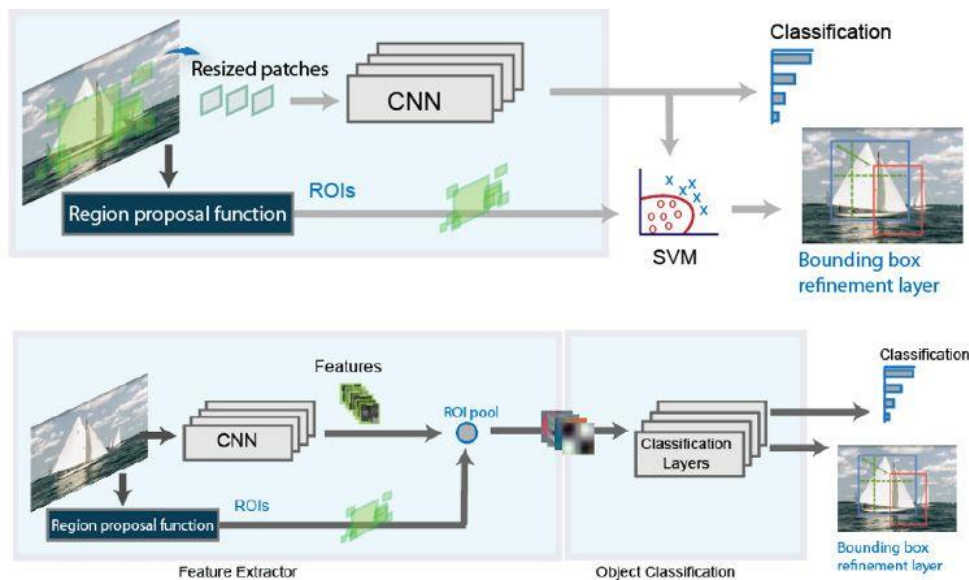 Classification
Resized patches
CNN
ROIs
Region proposal function
SVM
Bounding box
refinement layer
Features
Classification
CNN
ROI pool
Classification
Layers
ROIs
Region proposal function
Bounding box
refinement layer
Feature Extractor
Object Classification